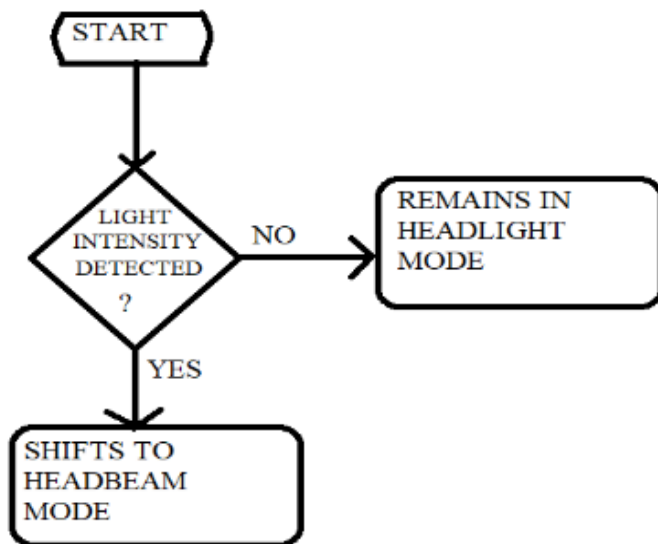 START
LIGHT
INTENSITY
DETECTED
?
NO
REMAINS IN
HEADLIGHT
MODE
YES
SHIFTS TO
HEADBEAM
MODE